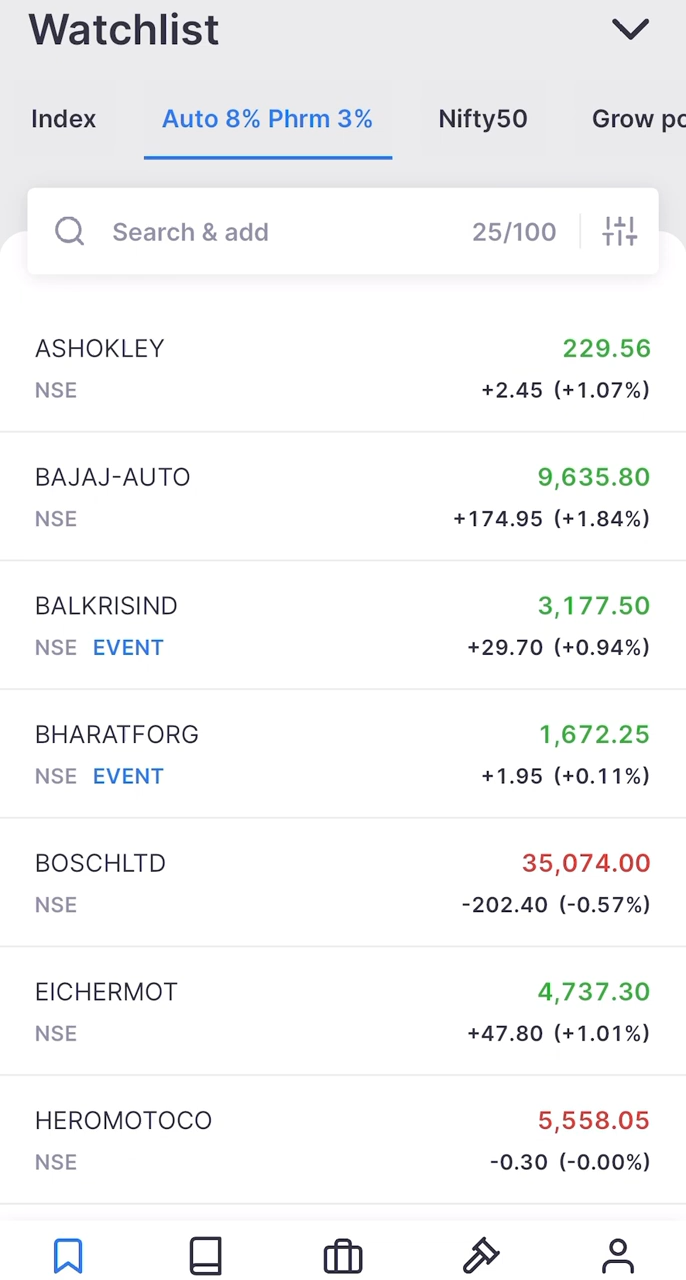 Watchlist
Index Auto 8% Phrm 3% Nifty50 Grow po
Search & add 25/100
ASHOKLEY 229.56
NSE +2.45 (+1.07%)
BAJAJ-AUTO 9,635.80
NSE +174.95 (+1.84%)
BALKRISIND 3,177.50
NSE EVENT +29.70 (+0.94%)
BHARATFORG 1,672.25
NSE EVENT +1.95 (+0.11%)
BOSCHLTD 35,074.00
NSE -202.40 (-0.57%)
EICHERMOT 4,737.30
NSE +47.80 (+1.01%)
HEROMOTOCO 5,558.05
NSE -0.30 (-0.00%)